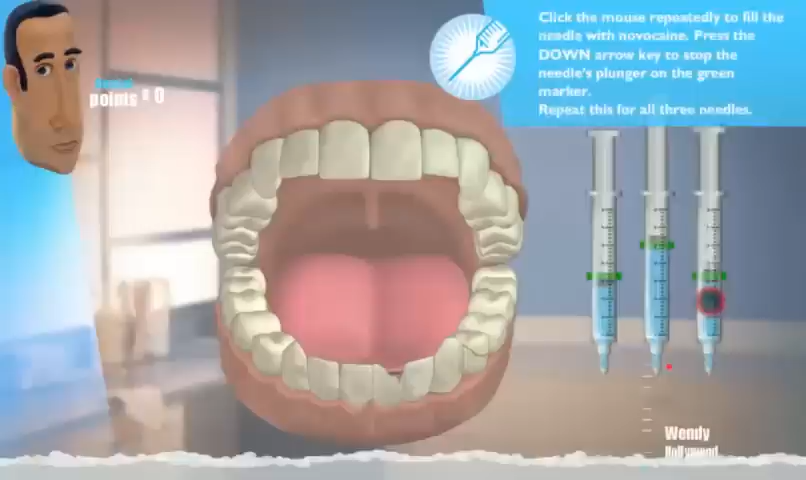 Click the mouse repeatedly to fill the
needle with novocaine. Press the
DOWN arrow key to stop the
needle's plunger on the green
marker.
Repeat this for all three needles.
points = 0
Wendy
Hollywood